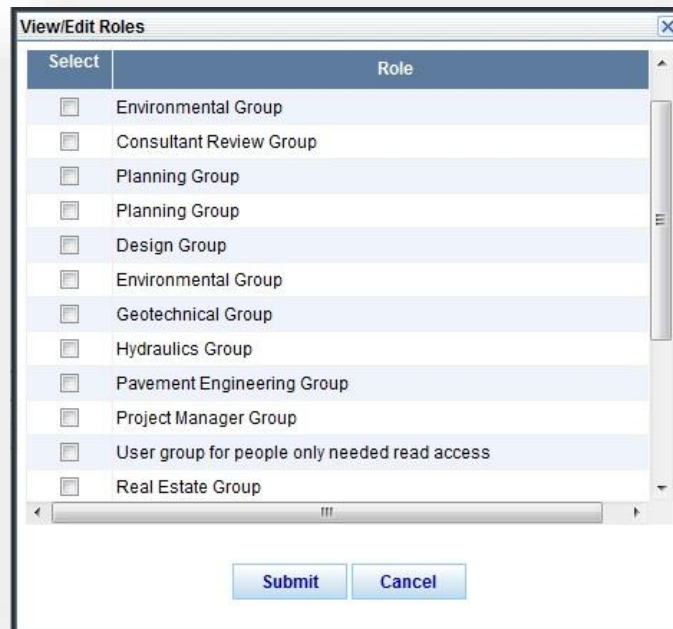 View/Edit Roles
Select Role
Environmental Group
Consultant Review Group
Planning Group
Planning Group
Design Group
Environmental Group
Geotechnical Group
Hydraulics Group
Pavement Engineering Group
Project Manager Group
User group for people only needed read access
Real Estate Group
Submit Cancel